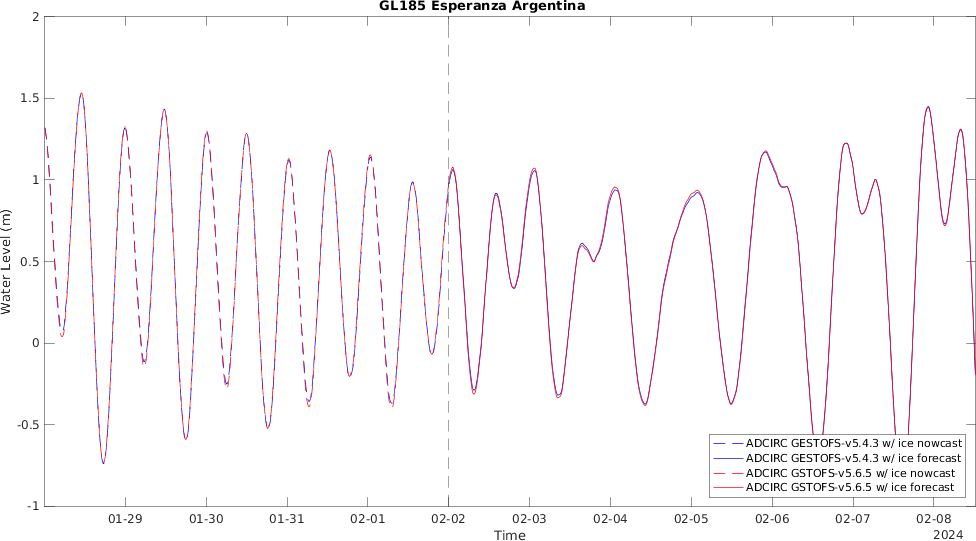 GL185 Esperanza Argentina
2
1.5
1
0.5
0
-0.5
-1
Water Level (m)
ADCIRC GESTOFS-v5.4.3 w/ ice nowcast
ADCIRC GESTOFS-v5.4.3 w/ ice forecast
ADCIRC GSTOFS-v5.6.5 w/ ice nowcast
ADCIRC GSTOFS-v5.6.5 w/ ice forecast
01-29 01-30 01-31 02-01 02-02 02-03 02-04 02-05 02-06 02-07 02-08
Time 2024